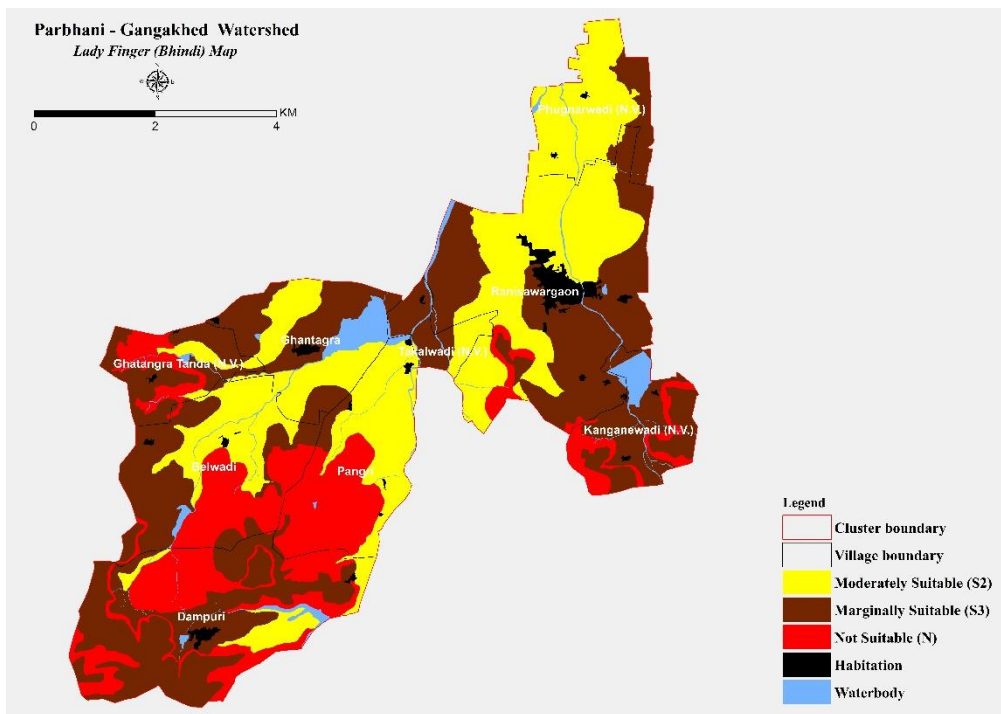 Parbhani - Gangakhed Watershed
Lady Finger (Bhindi) Map
KM
0 2 4
Phugnarwadi (N.V.)
Ranisawargaon
Ghantagra
Takalwadi (N.V.)
Ghatangra Tanda (N.V.)
Kanganewadi (N.V.)
Belwadi
Pangri
Dampuri
Legend
Cluster boundary
Village boundary
Moderately Suitable (S2)
Marginally Suitable (S3)
Not Suitable (N)
Habitation
Waterbody